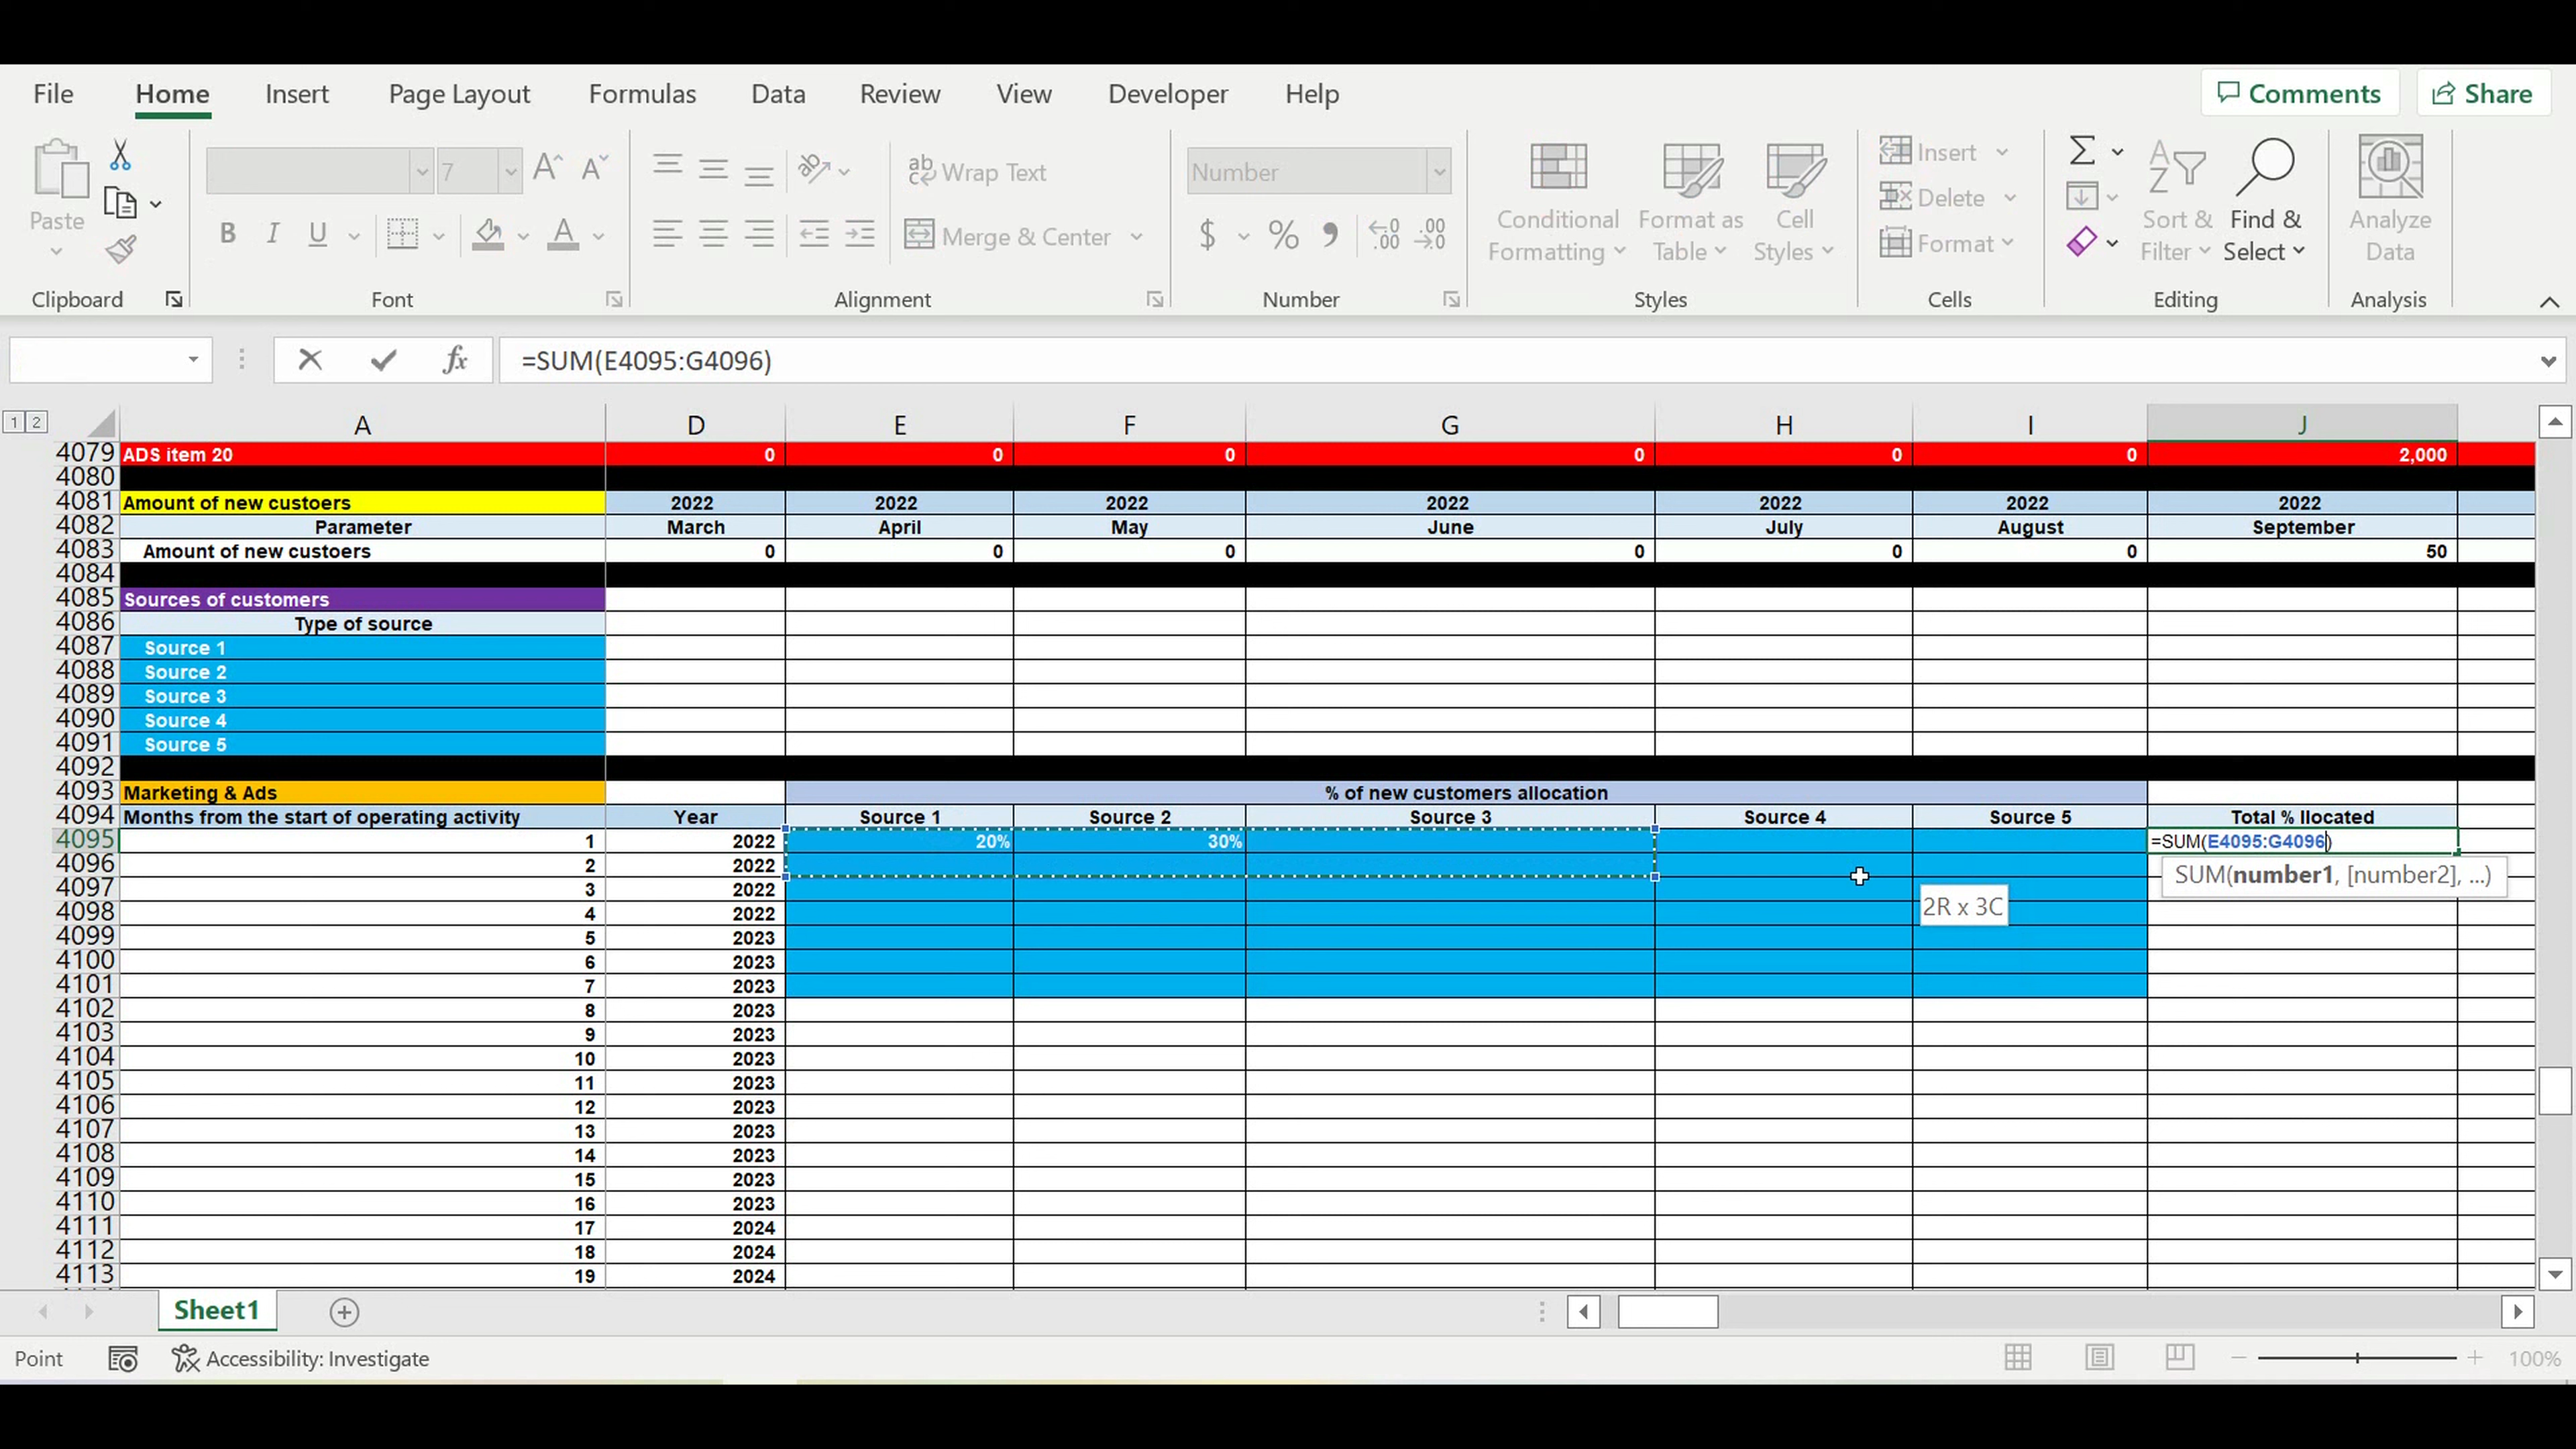 File Home Insert Page Layout Formulas Data Review View Developer Help Comments Share
Paste
Clipboard
7
B I U
Font
ab Wrap Text
Merge & Center
Alignment
Number
$ % 9 .00 .00
Number
Conditional Formatting
Format as Table
Cell Styles
Styles
Insert
Delete
Format
Cells
Sort & Filter
Find & Select
Editing
Analyze Data
Analysis
fx =SUM(E4095:G4096)
1 2 A D E F G H I J
4079 ADS item 20 0 0 0 0 0 0 2,000
4080
4081 Amount of new custoers 2022 2022 2022 2022 2022 2022 2022
4082 Parameter March April May June July August September
4083 Amount of new custoers 0 0 0 0 0 0 50
4084
4085 Sources of customers
4086 Type of source
4087 Source 1
4088 Source 2
4089 Source 3
4090 Source 4
4091 Source 5
4092
4093 Marketing & Ads % of new customers allocation
4094 Months from the start of operating activity Year Source 1 Source 2 Source 3 Source 4 Source 5 Total % llocated
4095 1 2022 20% 30% =SUM(E4095:G4096)
4096 2 2022 SUM(number1, [number2], ...)
4097 3 2022 2R x 3C
4098 4 2022
4099 5 2023
4100 6 2023
4101 7 2023
4102 8 2023
4103 9 2023
4104 10 2023
4105 11 2023
4106 12 2023
4107 13 2023
4108 14 2023
4109 15 2023
4110 16 2023
4111 17 2024
4112 18 2024
4113 19 2024
Sheet1
Point Accessibility: Investigate 100%